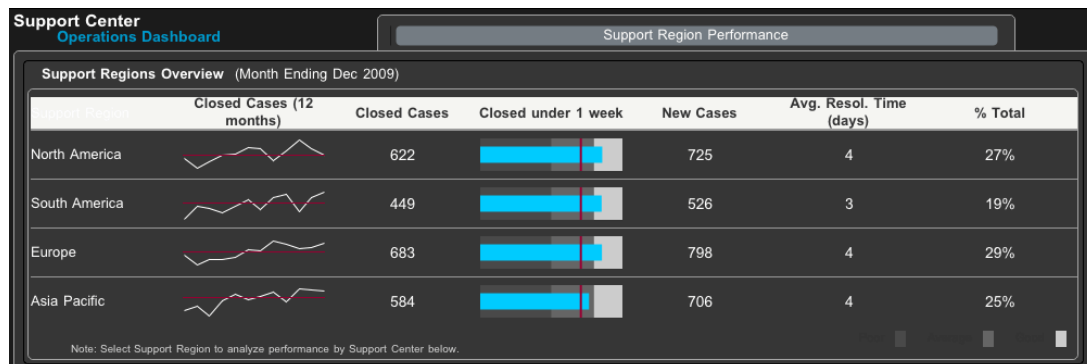 Support Center
Operations Dashboard
Support Region Performance
Support Regions Overview (Month Ending Dec 2009)
Support Region
Closed Cases (12 months)
Closed Cases
Closed under 1 week
New Cases
Avg. Resol. Time (days)
% Total
North America 622 725 4 27%
South America 449 526 3 19%
Europe 683 798 4 29%
Asia Pacific 584 706 4 25%
Note: Select Support Region to analyze performance by Support Center below.